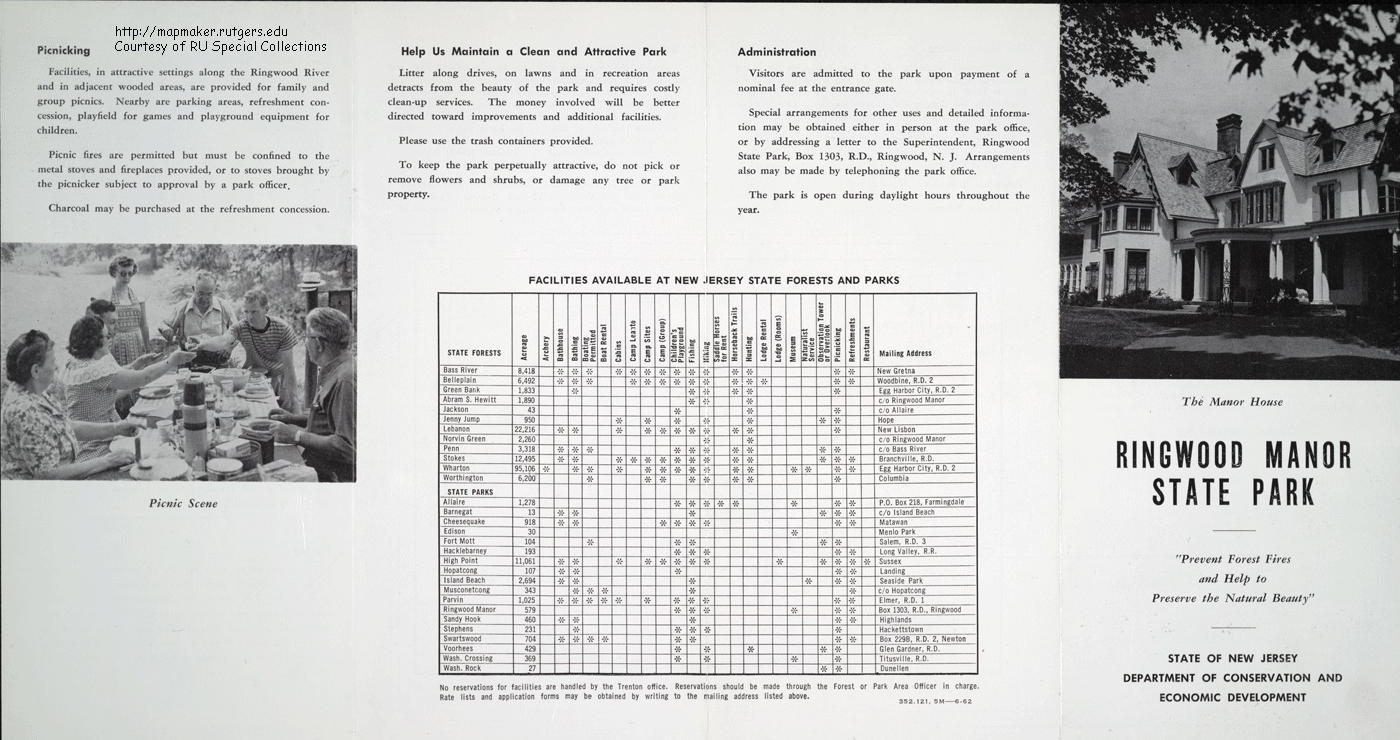 http://mapmaker.rutgers.edu
Courtesy of RU Special Collections
Picnicking
Facilities, in attractive settings along the Ringwood River
and in adjacent wooded areas, are provided for family and
group picnics. Nearby are parking areas, refreshment con-
cession, playfield for games and playground equipment for
children.
Picnic fires are permitted but must be confined to the
metal stoves and fireplaces provided, or to stoves brought by
the picnicker subject to approval by a park officer.
Charcoal may be purchased at the refreshment concession.
Picnic Scene
Help Us Maintain a Clean and Attractive Park
Litter along drives, on lawns and in recreation areas
detracts from the beauty of the park and requires costly
clean-up services. The money involved will be better
directed toward improvements and additional facilities.
Please use the trash containers provided.
To keep the park perpetually attractive, do not pick or
remove flowers and shrubs, or damage any tree or park
property.
Administration
Visitors are admitted to the park upon payment of a
nominal fee at the entrance gate.
Special arrangements for other uses and detailed informa-
tion may be obtained either in person at the park office,
or by addressing a letter to the Superintendent, Ringwood
State Park, Box 1303, R.D., Ringwood, N. J. Arrangements
also may be made by telephoning the park office.
The park is open during daylight hours throughout the
year.
FACILITIES AVAILABLE AT NEW JERSEY STATE FORESTS AND PARKS
STATE FORESTS
Acreage
Archery
Bathhouse
Bathing
Boating Permitted
Boat Rental
Cabins
Camp Lea:to
Camp Sites
Camp (Group)
Children's Playground
Fishing
Hiking
Saddle Horses for Rent
Horseback Trails
Hunting
Lodge Rental
Lodge (Rooms)
Museum
Naturalist Service
Observation Tower or Overlook
Picnicking
Refreshments
Restaurant
Mailing Address
Bass River 8,418 * * * * * * * * * * * * * * New Gretna
Belleplain 6,492 * * * * * * * * * * * * * * Woodbine, R.D. 2
Green Bank 1,833 * * * * * * Egg Harbor City, R.D. 2
Abram S. Hewitt 1,890 * * * c/o Ringwood Manor
Jackson 43 * * * c/o Allaire
Jenny Jump 950 * * * * * * * Hope
Lebanon 22,216 * * * * * * * * * * * New Lisbon
Norvin Green 2,260 * * c/o Ringwood Manor
Penn 3,318 * * * * * * * * * * c/o Bass River
Stokes 12,495 * * * * * * * * * * * * * * Branchville, R.D.
Wharton 95,106 * * * * * * * * * * * * * * * Egg Harbor City, R.D. 2
Worthington 6,200 * * * * * * * * Columbia
STATE PARKS
Allaire 1,278 * * * * * * * * P.O. Box 218, Farmingdale
Barnegat 13 * * * * * * c/o Island Beach
Cheesequake 918 * * * * * * * * Matawan
Edison 30 * Menlo Park
Fort Mott 104 * * * * * Salem, R.D. 3
Hacklebarney 193 * * * * * Long Valley, R.R.
High Point 11,061 * * * * * * * * * * * * * Sussex
Hopatcong 107 * * * * * Landing
Island Beach 2,694 * * * * * * Seaside Park
Musconetcong 343 * * * * * c/o Hopatcong
Parvin 1,025 * * * * * * * * * * * Elmer, R.D. 1
Ringwood Manor 579 * * * * * * Box 1303, R.D., Ringwood
Sandy Hook 460 * * * * * Highlands
Stephens 231 * * * * * Hackettstown
Swartswood 704 * * * * * * * * Box 229B, R.D. 2, Newton
Voorhees 429 * * * * * Glen Gardner, R.D.
Wash. Crossing 369 * * * * Titusville, R.D.
Wash. Rock 27 * * Dunellen
No reservations for facilities are handled by the Trenton office. Reservations should be made through the Forest or Park Area Officer in charge.
Rate lists and application forms may be obtained by writing to the mailing address listed above.
352.121, 5M—6-62
The Manor House
RINGWOOD MANOR
STATE PARK
"Prevent Forest Fires
and Help to
Preserve the Natural Beauty"
STATE OF NEW JERSEY
DEPARTMENT OF CONSERVATION AND
ECONOMIC DEVELOPMENT